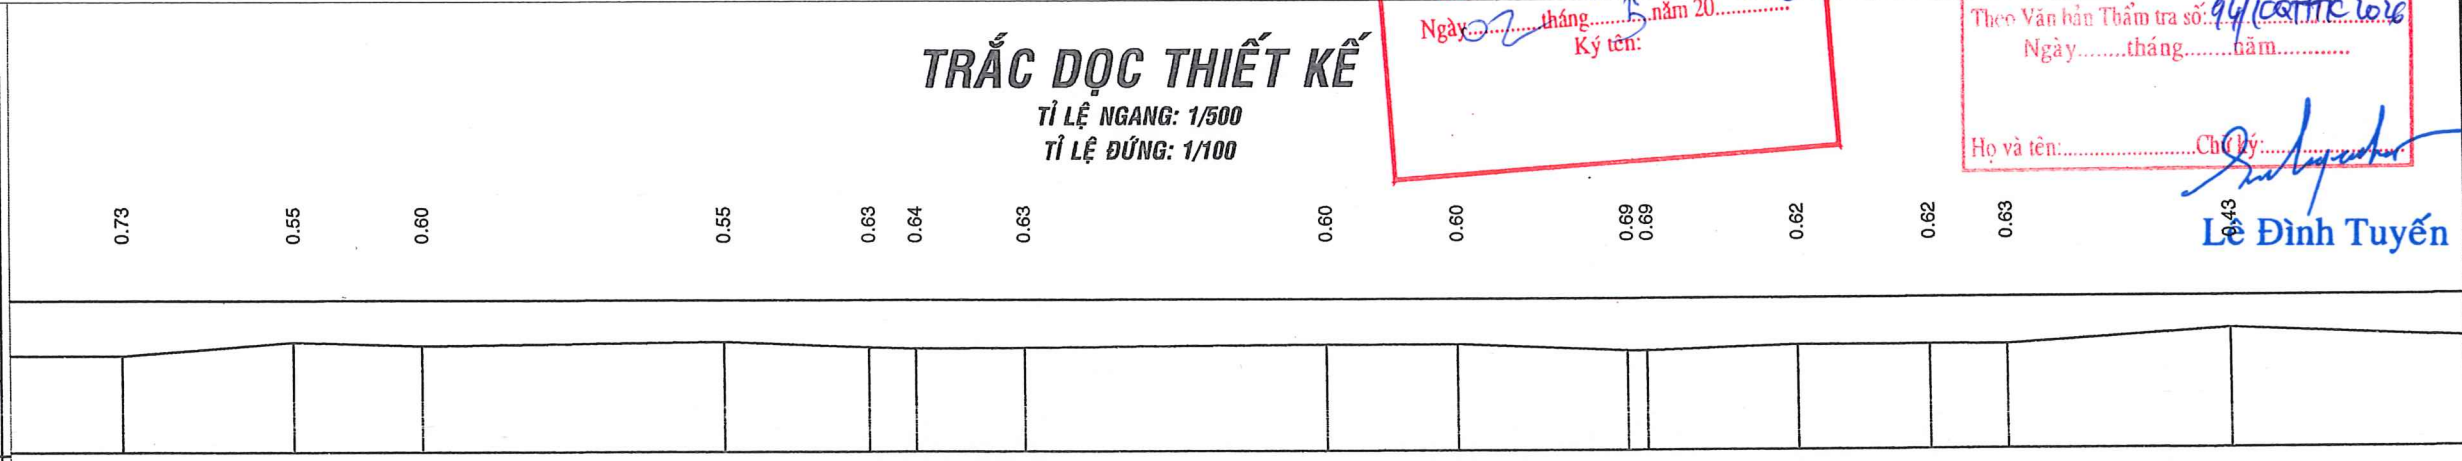 TRẮC DỌC THIẾT KẾ
TỈ LỆ NGANG: 1/500
TỈ LỆ ĐỨNG: 1/100
Ngày 02 tháng 5 năm 20
Ký tên:
Theo Văn bản Thẩm tra số:
Ngày........tháng........năm............
Họ và tên:........................Chữ ký:
Lê Đình Tuyến
0.73
0.55
0.60
0.55
0.63
0.64
0.63
0.60
0.60
0.69
0.69
0.62
0.62
0.63
0.43